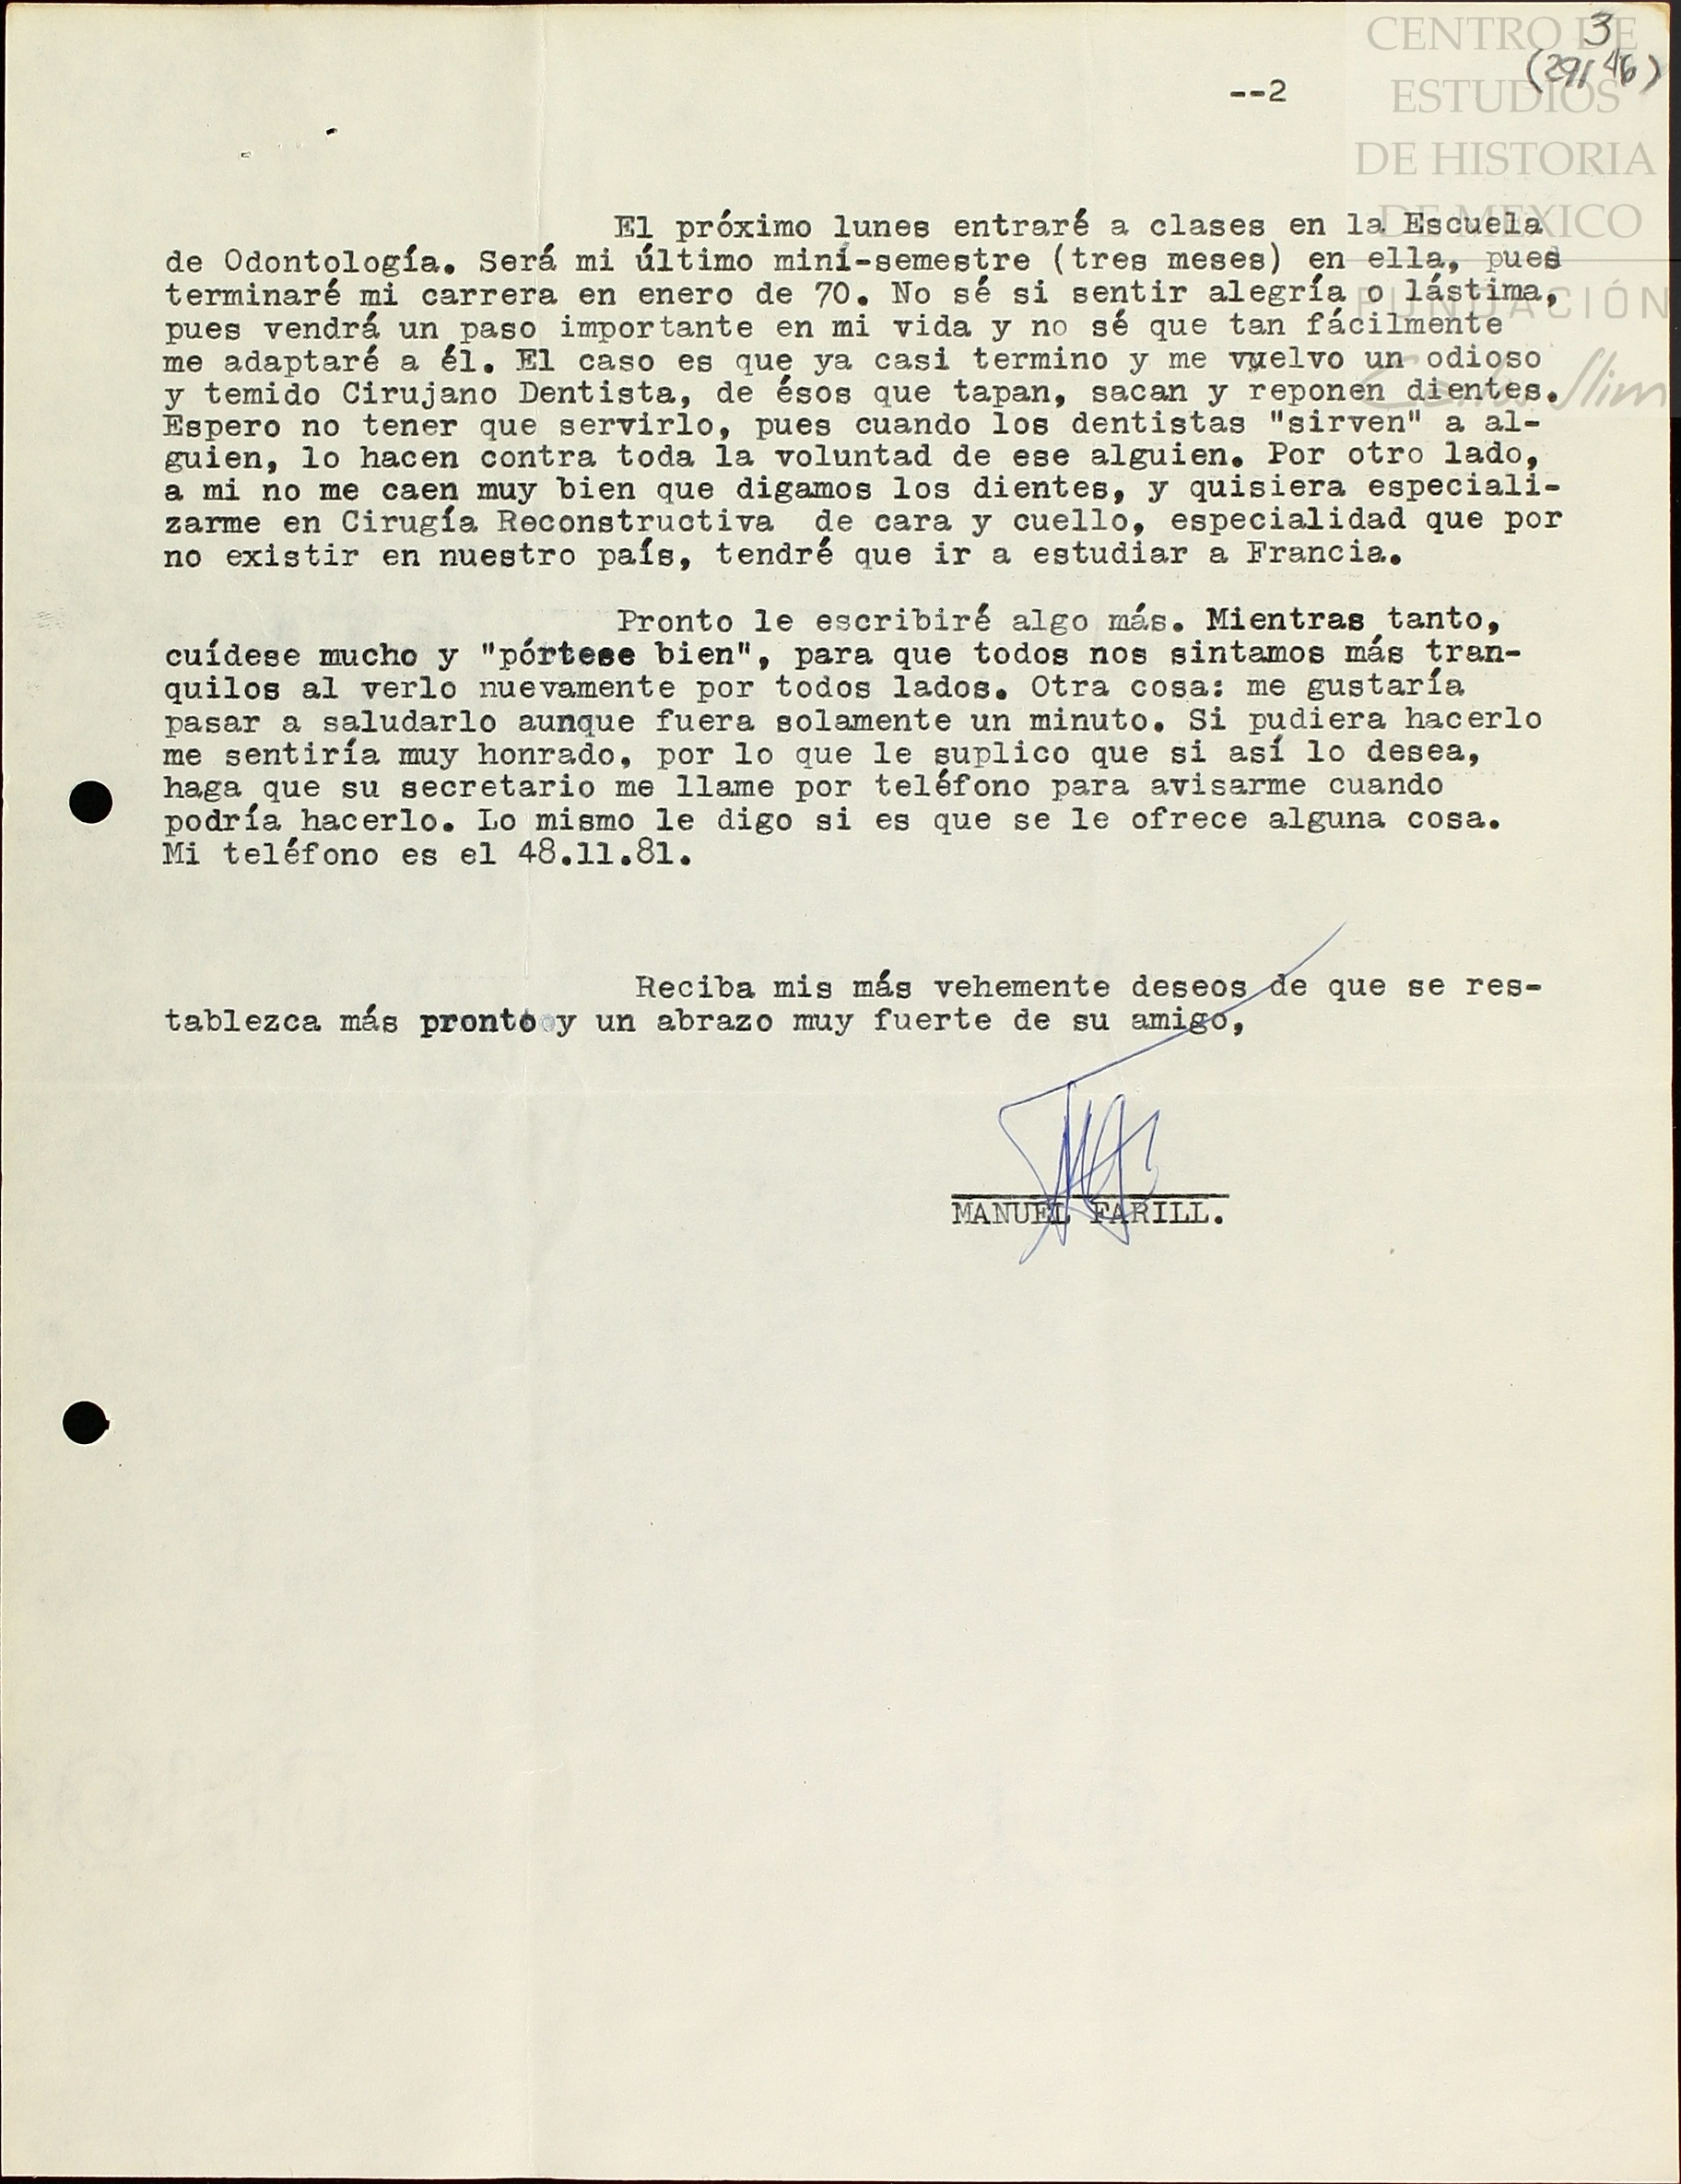 CENTRO DE
ESTUDIOS
DE HISTORIA
DE MEXICO
FUNDACIÓN
Carlos Slim
3
(291 46)
--2
El próximo lunes entraré a clases en la Escuela
de Odontología. Será mi último mini-semestre (tres meses) en ella, pues
terminaré mi carrera en enero de 70. No sé si sentir alegría o lástima,
pues vendrá un paso importante en mi vida y no sé que tan fácilmente
me adaptaré a él. El caso es que ya casi termino y me vuelvo un odioso
y temido Cirujano Dentista, de ésos que tapan, sacan y reponen dientes.
Espero no tener que servirlo, pues cuando los dentistas "sirven" a al-
guien, lo hacen contra toda la voluntad de ese alguien. Por otro lado,
a mi no me caen muy bien que digamos los dientes, y quisiera especiali-
zarme en Cirugía Reconstructiva de cara y cuello, especialidad que por
no existir en nuestro país, tendré que ir a estudiar a Francia.
Pronto le escribiré algo más. Mientras tanto,
cuídese mucho y "pórtese bien", para que todos nos sintamos más tran-
quilos al verlo nuevamente por todos lados. Otra cosa: me gustaría
pasar a saludarlo aunque fuera solamente un minuto. Si pudiera hacerlo
me sentiría muy honrado, por lo que le suplico que si así lo desea,
haga que su secretario me llame por teléfono para avisarme cuando
podría hacerlo. Lo mismo le digo si es que se le ofrece alguna cosa.
Mi teléfono es el 48.11.81.
Reciba mis más vehemente deseos de que se res-
tablezca más pronto y un abrazo muy fuerte de su amigo,
MANUEL FARILL.